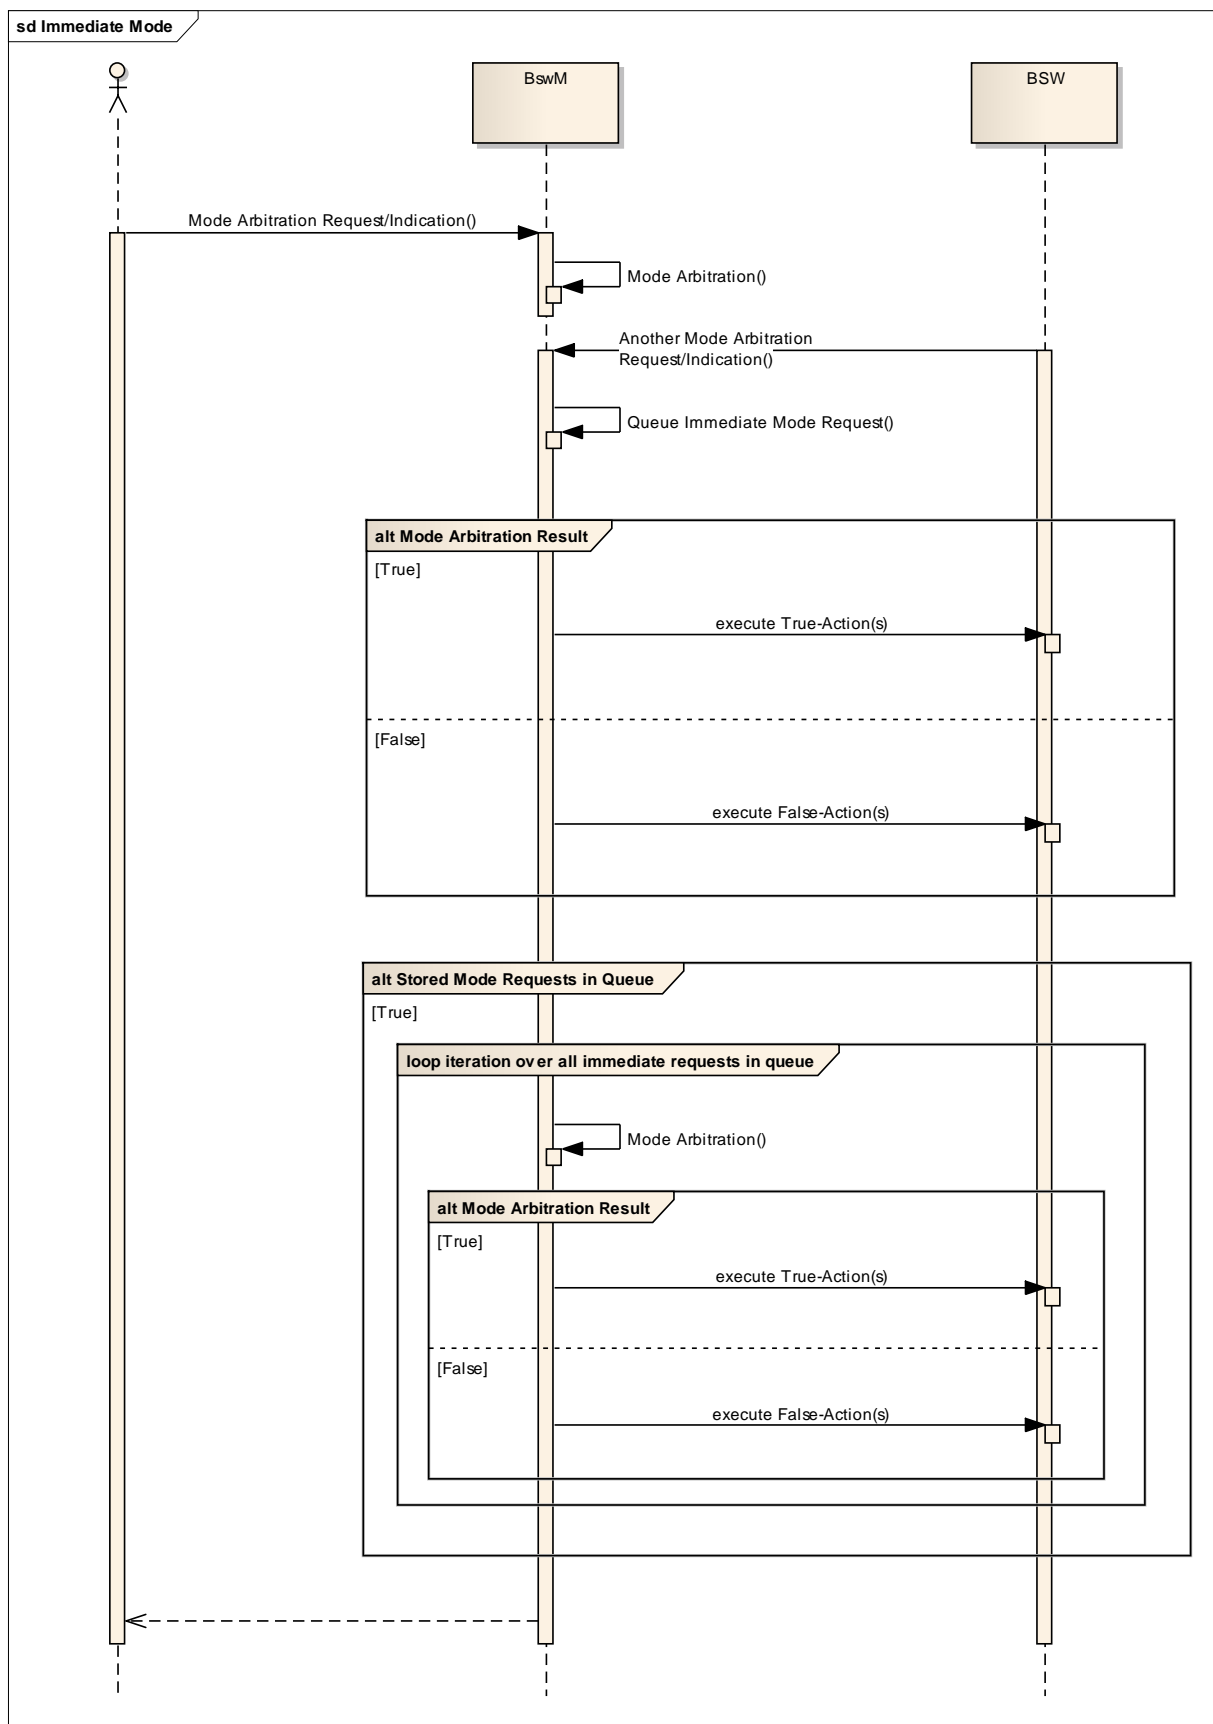 sd Immediate Mode
BswM
BSW
Mode Arbitration Request/Indication()
Mode Arbitration()
Another Mode Arbitration
Request/Indication()
Queue Immediate Mode Request()
alt Mode Arbitration Result
[True]
execute True-Action(s)
[False]
execute False-Action(s)
alt Stored Mode Requests in Queue
[True]
loop iteration over all immediate requests in queue
Mode Arbitration()
alt Mode Arbitration Result
[True]
execute True-Action(s)
[False]
execute False-Action(s)